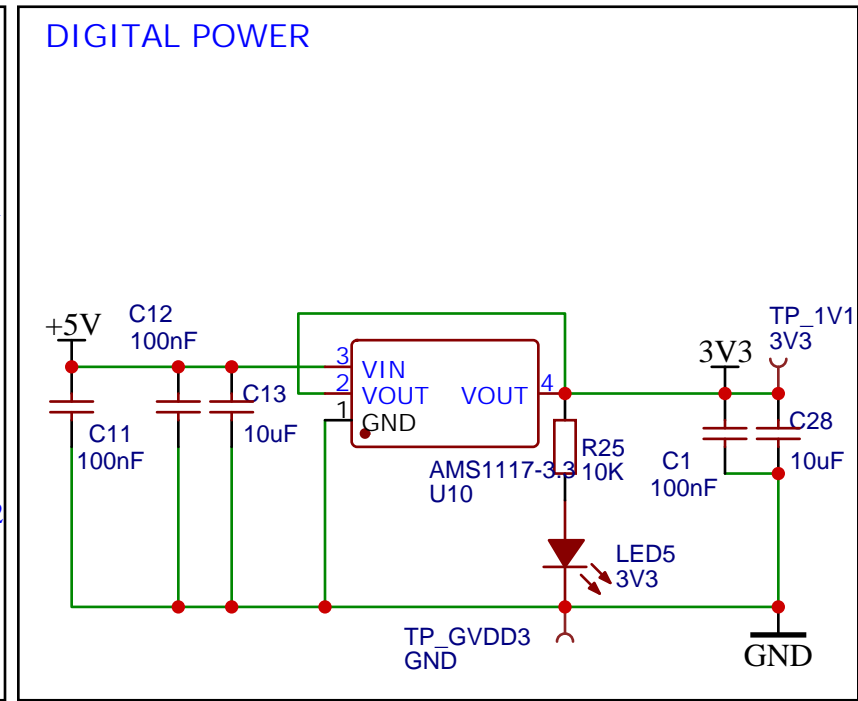 DIGITAL POWER
+5V
C12
100nF
C11
100nF
C13
10uF
3
VIN
2
VOUT
1
GND
VOUT
4
AMS1117-3.3
U10
R25
10K
LED5
3V3
TP_GVDD3
GND
3V3
TP_1V1
3V3
C1
100nF
C28
10uF
GND